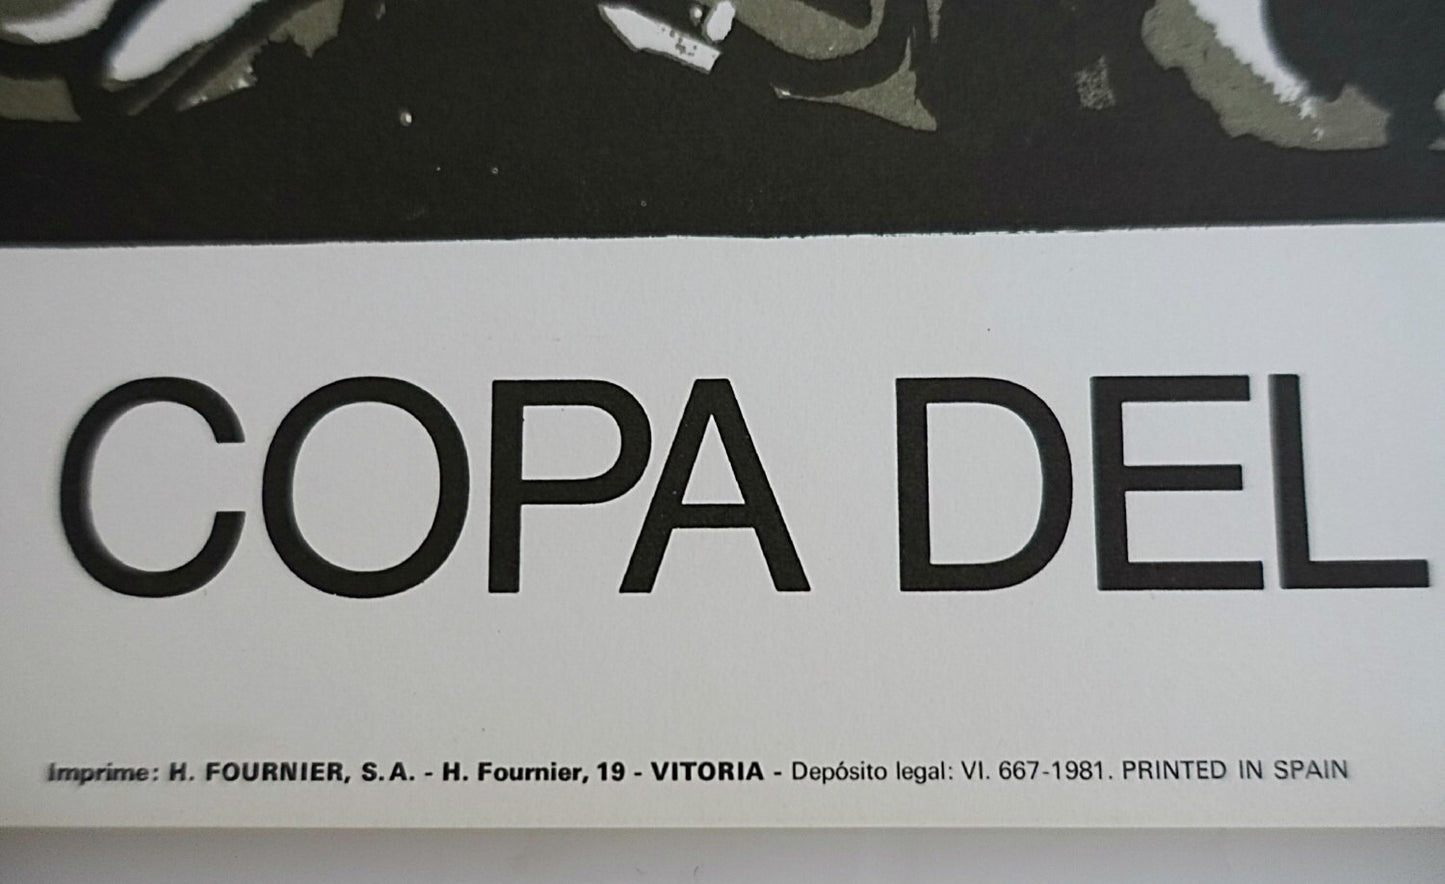 COPA DEL
Imprime: H. FOURNIER, S.A. - H. Fournier, 19 - VITORIA - Depósito legal: VI. 667-1981. PRINTED IN SPAIN